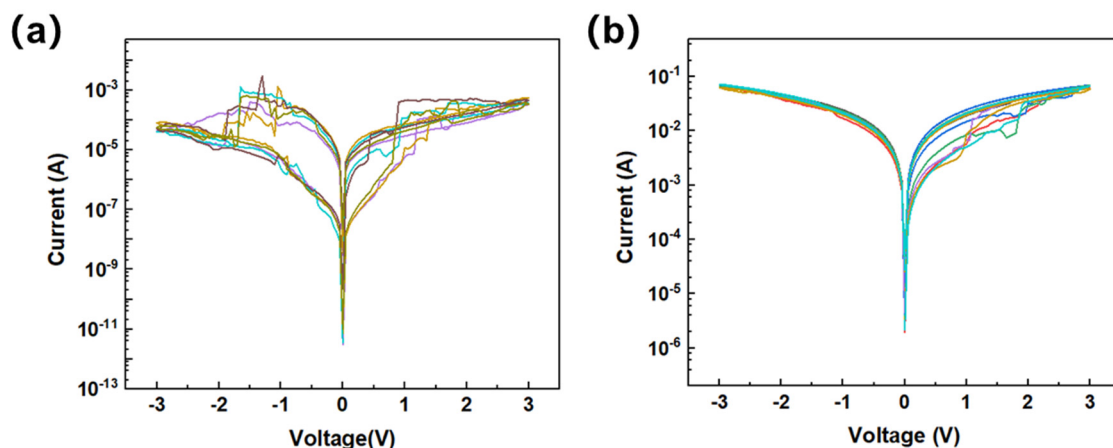 (a)
Current (A)
10^-3
10^-5
10^-7
10^-9
10^-11
10^-13
-3 -2 -1 0 1 2 3
Voltage(V)
(b)
Current (A)
10^-1
10^-2
10^-3
10^-4
10^-5
10^-6
-3 -2 -1 0 1 2 3
Voltage (V)